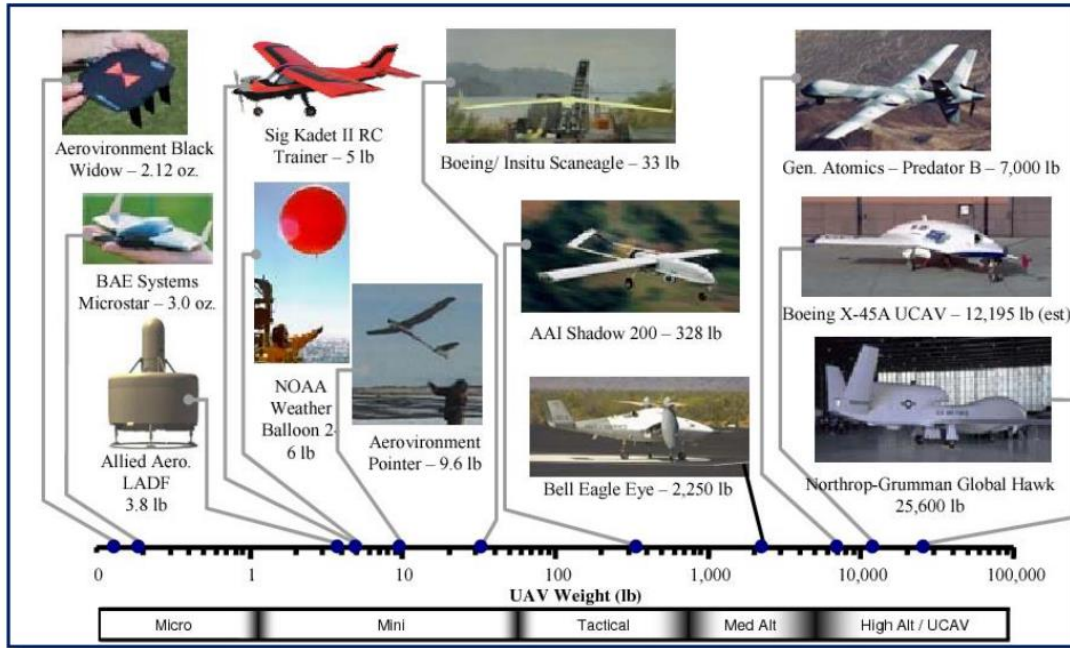 Aerovironment Black
Widow – 2.12 oz.
BAE Systems
Microstar – 3.0 oz.
Allied Aero.
LADF
3.8 lb
Sig Kadet II RC
Trainer – 5 lb
NOAA
Weather
Balloon 2-
6 lb
Aerovironment
Pointer – 9.6 lb
Boeing/ Insitu Scaneagle – 33 lb
AAI Shadow 200 – 328 lb
Bell Eagle Eye – 2,250 lb
Gen. Atomics – Predator B – 7,000 lb
Boeing X-45A UCAV – 12,195 lb (est)
Northrop-Grumman Global Hawk
25,600 lb
0 1 10 100 1,000 10,000 100,000
UAV Weight (lb)
Micro Mini Tactical Med Alt High Alt / UCAV